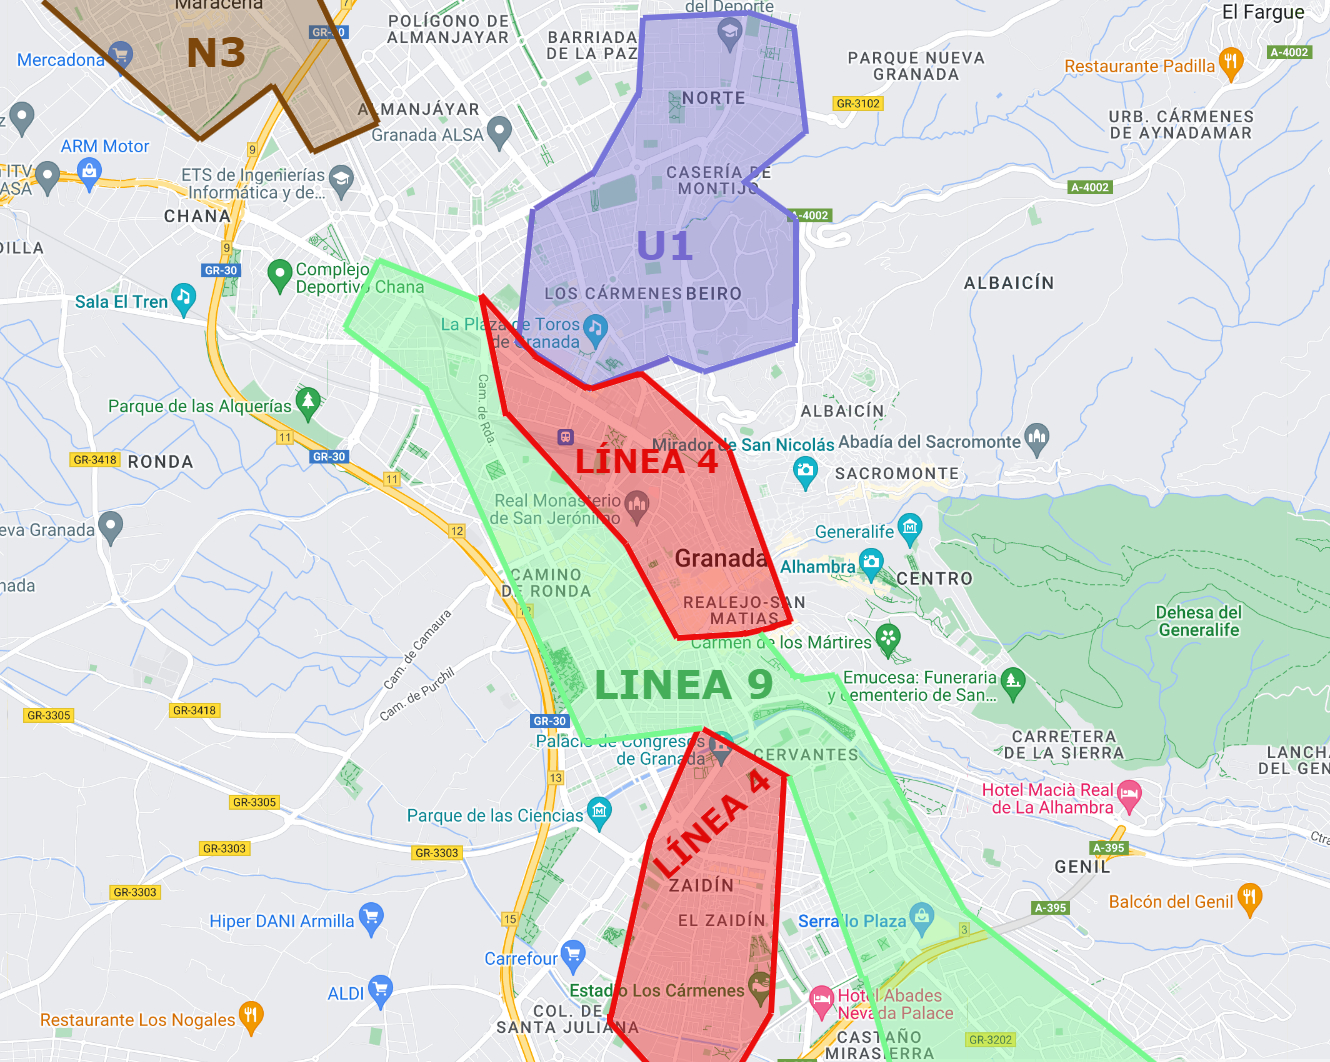 Maracena
N3
Mercadona
GR-30
7
POLÍGONO DE
ALMANJAYAR
BARRIADA
DE LA PAZ
del Deporte
El Fargue
A-4002
PARQUE NUEVA
GRANADA
Restaurante Padilla
NORTE
GR-3102
ALMANJÁYAR
Granada ALSA
URB. CÁRMENES
DE AYNADAMAR
ARM Motor
9
ITV
ASA
ETS de Ingenierías
Informática y de...
CASERÍA DE
MONTIJO
A-4002
CHANA
A-4002
DILLA
9
U1
GR-30
Complejo
Deportivo Chana
ALBAICÍN
Sala El Tren
LOS CÁRMENES
BEIRO
La Plaza de Toros
de Granada
Cam. de Rda.
Parque de las Alquerías
ALBAICÍN
11
Mirador de San Nicolás
Abadía del Sacromonte
GR-3418
RONDA
GR-30
LÍNEA 4
SACROMONTE
11
Real Monasterio
de San Jerónimo
eva Granada
12
Generalife
Granada
Alhambra
CENTRO
nada
CAMINO
DE RONDA
REALEJO-SAN
MATIAS
Dehesa del
Generalife
Cam. de Camaura
Carmen de los Mártires
Cam. de Purchil
LINEA 9
Emucesa: Funeraria
y cementerio de San...
GR-3305
GR-3418
GR-30
Palacio de Congresos
de Granada
CERVANTES
CARRETERA
DE LA SIERRA
LANCHA
DEL GEN
13
GR-3305
LÍNEA 4
Hotel Macià Real
de La Alhambra
Parque de las Ciencias
Ctra
GR-3303
GR-3303
A-395
GENIL
GR-3303
ZAIDÍN
A-395
Balcón del Genil
Hiper DANI Armilla
15
EL ZAIDÍN
Serrallo Plaza
3
Carrefour
ALDI
Estadio Los Cármenes
Hotel Abades
Nevada Palace
Restaurante Los Nogales
COL. DE
SANTA JULIANA
CASTAÑO
MIRASIERRA
GR-3202